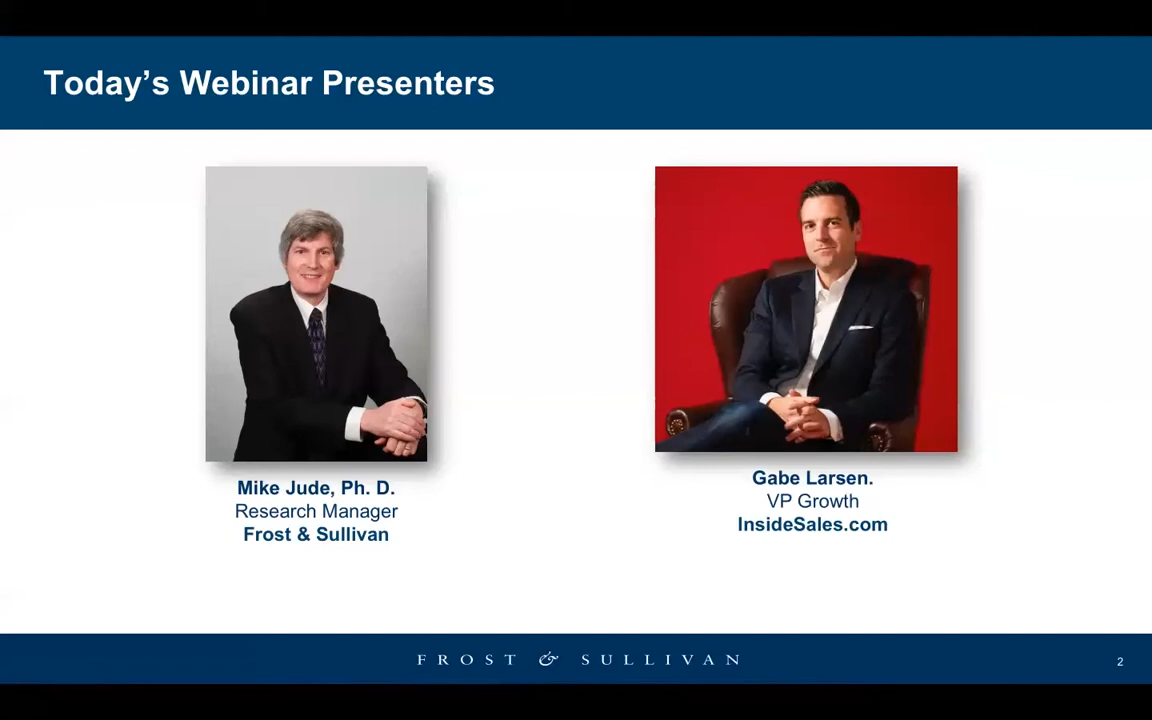 Today's Webinar Presenters
Mike Jude, Ph. D.
Research Manager
Frost & Sullivan
Gabe Larsen.
VP Growth
InsideSales.com
FROST & SULLIVAN
2